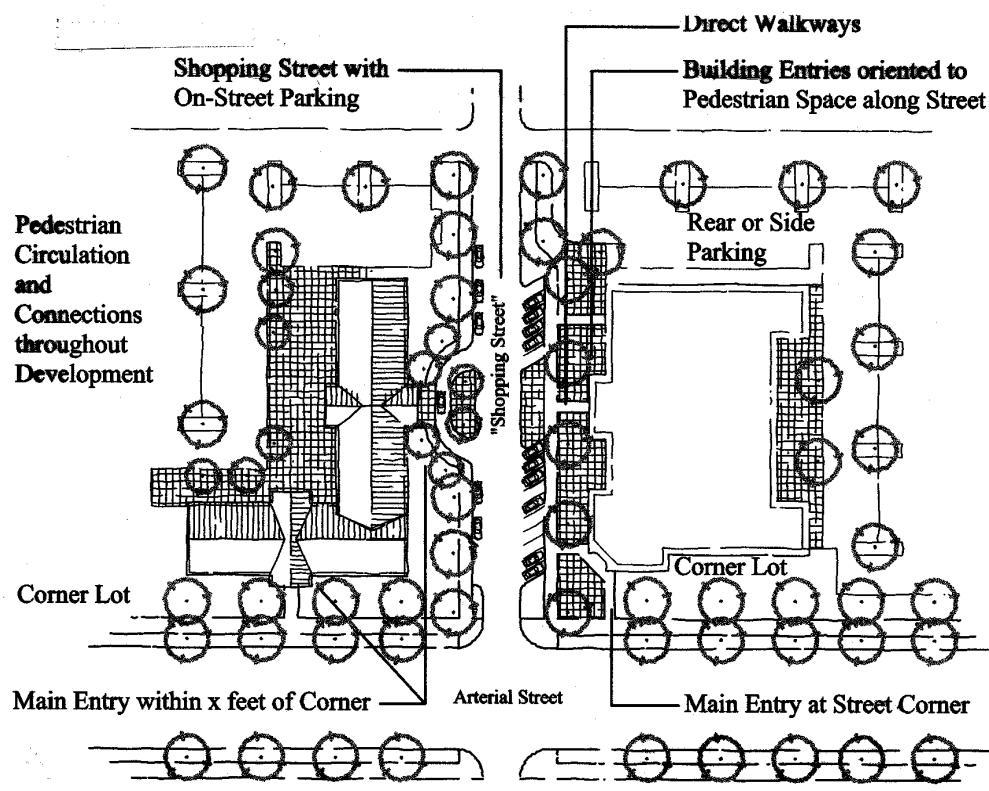 Direct Walkways
Shopping Street with
On-Street Parking
Building Entries oriented to
Pedestrian Space along Street
Pedestrian
Circulation
and
Connections
throughout
Development
Rear or Side
Parking
"Shopping Street"
Corner Lot
Corner Lot
Main Entry within x feet of Corner
Arterial Street
Main Entry at Street Corner